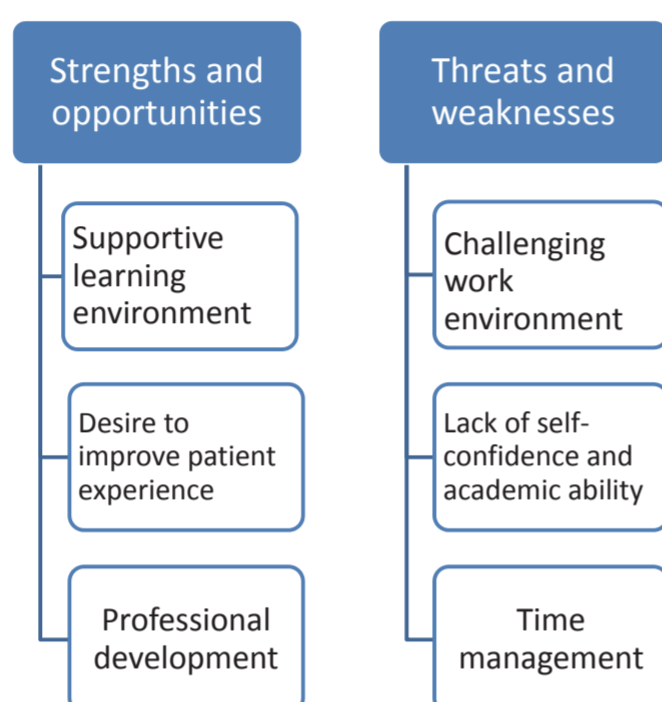 Strengths and
opportunities
Supportive
learning
environment
Desire to
improve patient
experience
Professional
development
Threats and
weaknesses
Challenging
work
environment
Lack of self-
confidence and
academic ability
Time
management